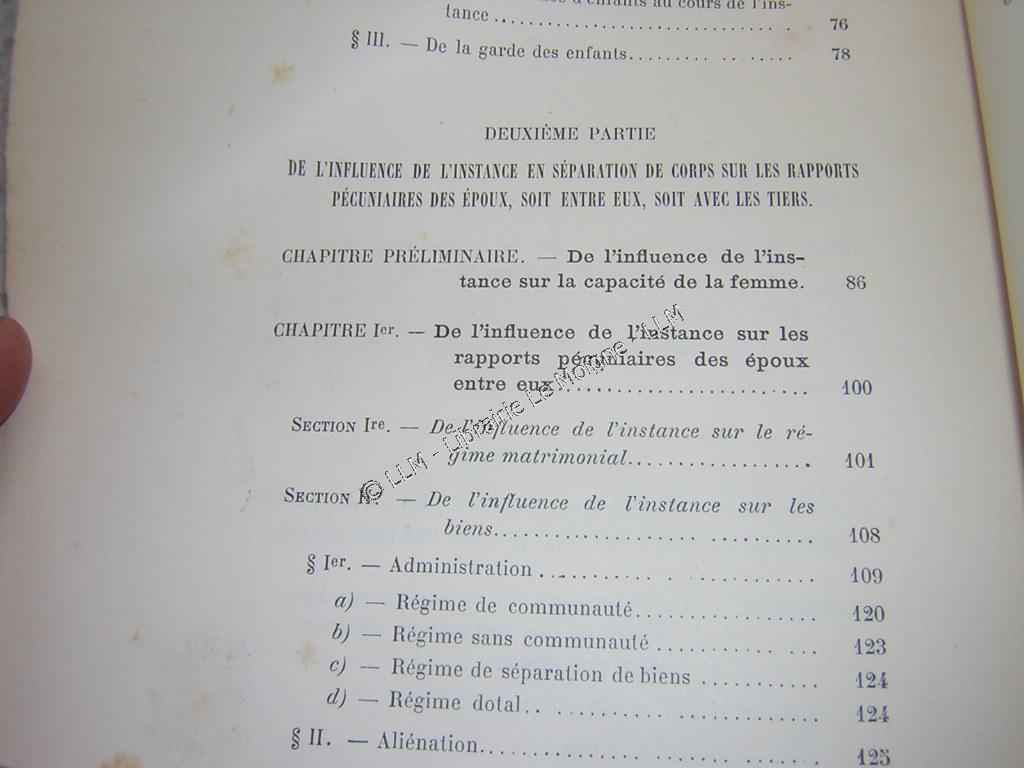 d'enfants au cours de l'ins-
tance ................................ 76
§ III. — De la garde des enfants................ 78
DEUXIÈME PARTIE
DE L'INFLUENCE DE L'INSTANCE EN SÉPARATION DE CORPS SUR LES RAPPORTS
PÉCUNIAIRES DES ÉPOUX, SOIT ENTRE EUX, SOIT AVEC LES TIERS.
CHAPITRE PRÉLIMINAIRE. — De l'influence de l'ins-
tance sur la capacité de la femme. 86
CHAPITRE Ier. — De l'influence de l'instance sur les
rapports pécuniaires des époux
entre eux.......................... 100
SECTION Ire. — De l'influence de l'instance sur le ré-
gime matrimonial................... 101
SECTION II. — De l'influence de l'instance sur les
biens.............................. 108
§ Ier. — Administration ........................ 109
a) — Régime de communauté.................. 120
b) — Régime sans communauté .............. 123
c) — Régime de séparation de biens ........... 124
d) — Régime dotal.. ......................... 124
§ II. — Aliénation............................. 125
© LLM - Librairie Le Moigne - LLM